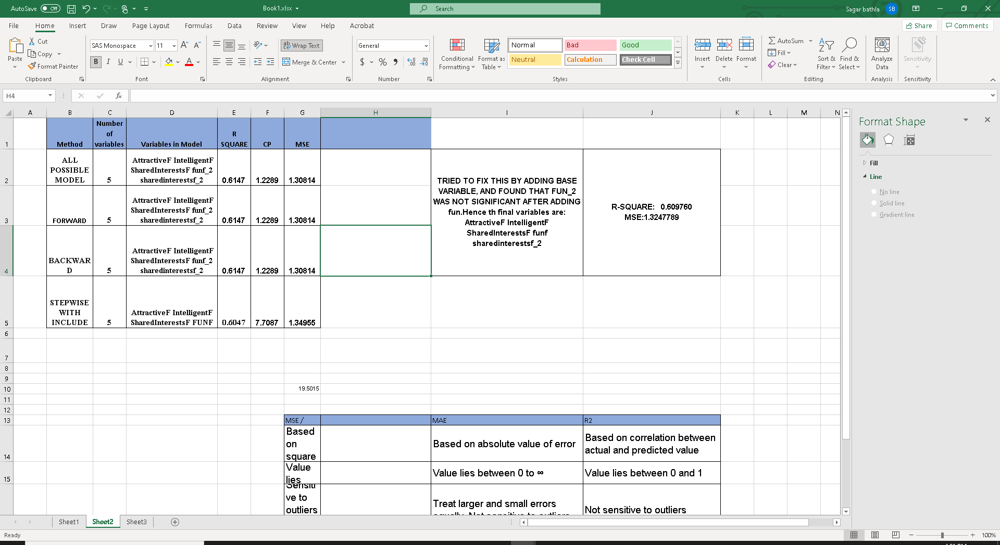 AutoSave Off Book1.xlsx Search Sagar bathla SB
File Home Insert Draw Page Layout Formulas Data Review View Help Acrobat Share Comments
Paste
Cut
Copy
Format Painter
Clipboard
SAS Monospace 11 A A
B I U A
Font
ab Wrap Text
Merge & Center
Alignment
General
$ % ,
Number
Conditional
Formatting
Format as
Table
Normal Bad Good
Neutral Calculation Check Cell
Styles
Insert Delete Format
Cells
AutoSum
Fill
Clear
Sort &
Filter
Find &
Select
Editing
Analyze
Data
Analysis
Sensitivity
Sensitivity
H4 fx
A B C D E F G H I J K L M N
1
Method
Number
of
variables
Variables in Model
R
SQUARE
CP
MSE
2
ALL
POSSIBLE
MODEL
5
AttractiveF IntelligentF
SharedInterestsF funf_2
sharedinterestsf_2
0.6147 1.2289 1.30814
3
FORWARD
5
AttractiveF IntelligentF
SharedInterestsF funf_2
sharedinterestsf_2
0.6147 1.2289 1.30814
4
BACKWAR
D
5
AttractiveF IntelligentF
SharedInterestsF funf_2
sharedinterestsf_2
0.6147 1.2289 1.30814
TRIED TO FIX THIS BY ADDING BASE
VARIABLE, AND FOUND THAT FUN_2
WAS NOT SIGNIFICANT AFTER ADDING
fun.Hence th final variables are:
AttractiveF IntelligentF
SharedInterestsF funf
sharedinterestsf_2
R-SQUARE: 0.609760
MSE:1.3247789
5
STEPWISE
WITH
INCLUDE
5
AttractiveF IntelligentF
SharedInterestsF FUNF
0.6047 7.7087 1.34955
6
7
8
9
10 19.5015
11
12
13 MSE / MAE R2
14
Based
on
square
Based on absolute value of error
Based on correlation between
actual and predicted value
15
Value
lies
Value lies between 0 to ∞
Value lies between 0 and 1
Sensiti
ve to
outliers
Treat larger and small errors
equally. Not sensitive to outliers
Not sensitive to outliers
Format Shape
Fill
Line
No line
Solid line
Gradient line
Sheet1 Sheet2 Sheet3
Ready 100%